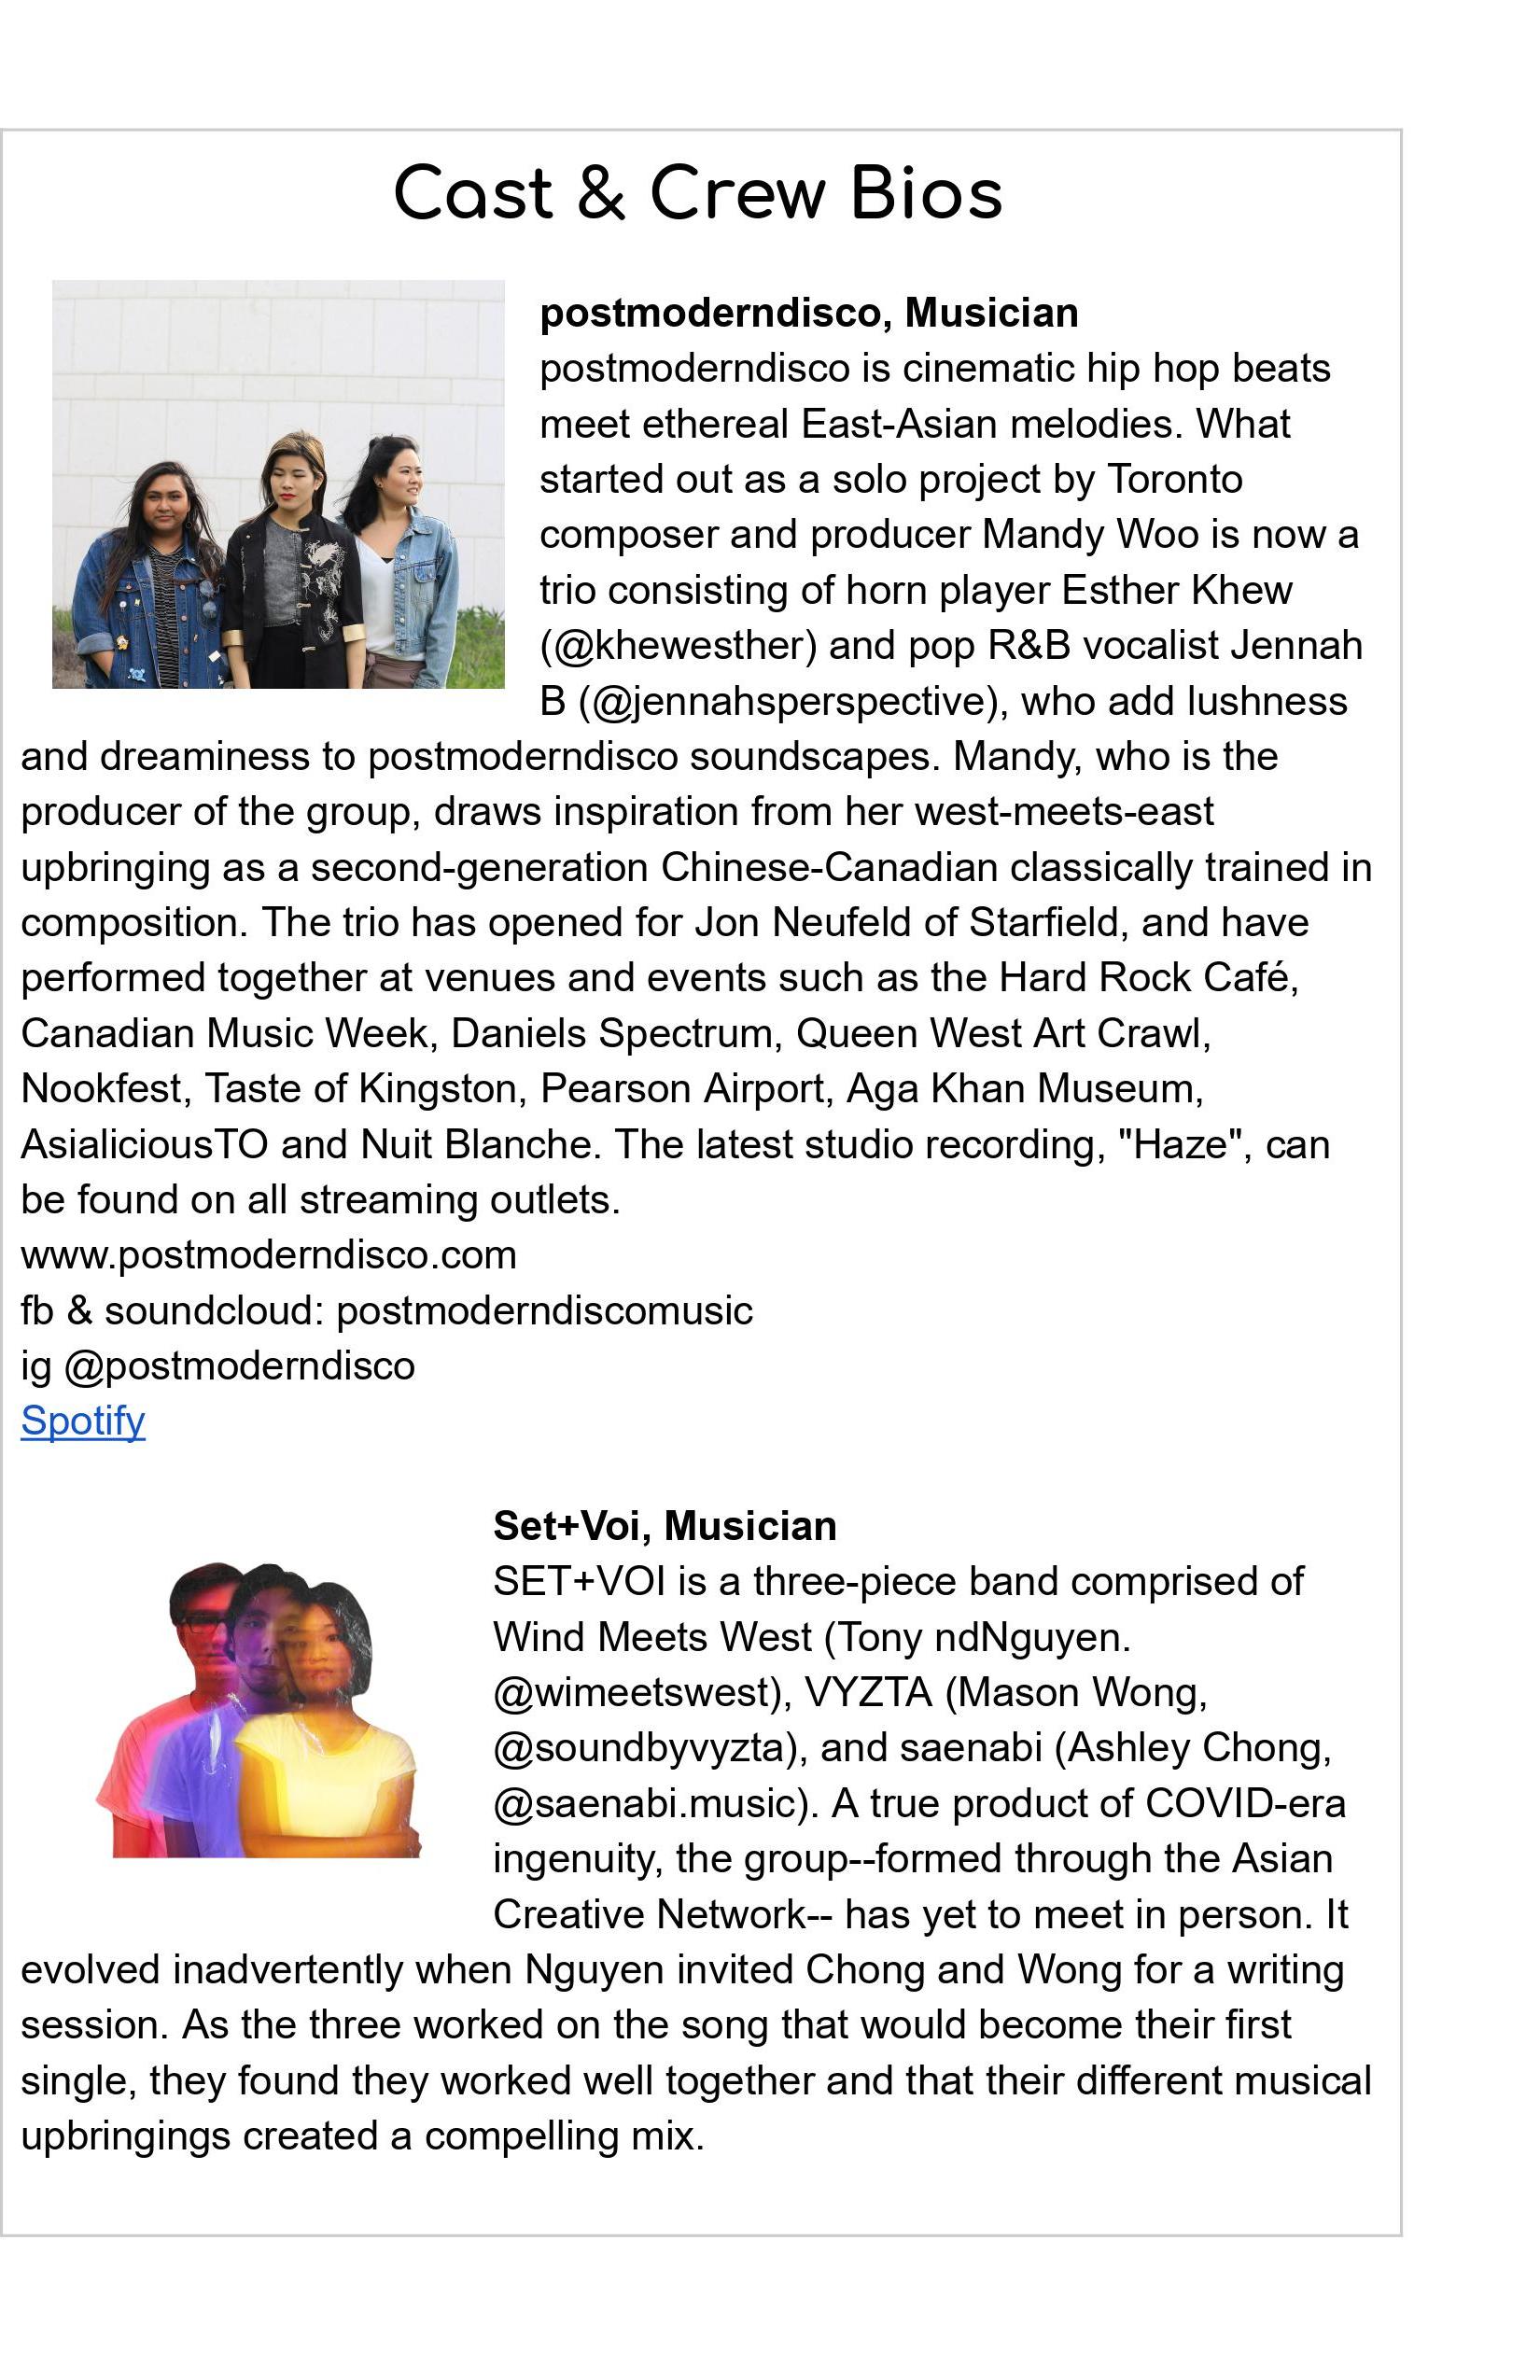 Cast & Crew Bios
postmoderndisco, Musician
postmoderndisco is cinematic hip hop beats
meet ethereal East-Asian melodies. What
started out as a solo project by Toronto
composer and producer Mandy Woo is now a
trio consisting of horn player Esther Khew
(@khewesther) and pop R&B vocalist Jennah
B (@jennahsperspective), who add lushness
and dreaminess to postmoderndisco soundscapes. Mandy, who is the
producer of the group, draws inspiration from her west-meets-east
upbringing as a second-generation Chinese-Canadian classically trained in
composition. The trio has opened for Jon Neufeld of Starfield, and have
performed together at venues and events such as the Hard Rock Café,
Canadian Music Week, Daniels Spectrum, Queen West Art Crawl,
Nookfest, Taste of Kingston, Pearson Airport, Aga Khan Museum,
AsialiciousTO and Nuit Blanche. The latest studio recording, "Haze", can
be found on all streaming outlets.
www.postmoderndisco.com
fb & soundcloud: postmoderndiscomusic
ig @postmoderndisco
Spotify
Set+Voi, Musician
SET+VOI is a three-piece band comprised of
Wind Meets West (Tony ndNguyen.
@wimeetswest), VYZTA (Mason Wong,
@soundbyvyzta), and saenabi (Ashley Chong,
@saenabi.music). A true product of COVID-era
ingenuity, the group--formed through the Asian
Creative Network-- has yet to meet in person. It
evolved inadvertently when Nguyen invited Chong and Wong for a writing
session. As the three worked on the song that would become their first
single, they found they worked well together and that their different musical
upbringings created a compelling mix.